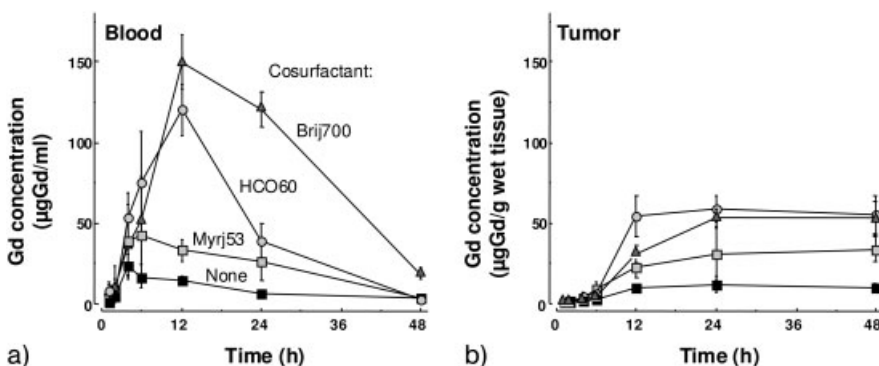 Blood
Cosurfactant:
Brij700
HCO60
Myrj53
None
Gd concentration
(µgGd/ml)
150
100
50
0
0 12 24 36 48
Time (h)
a)
Tumor
Gd concentration
(µgGd/g wet tissue)
150
100
50
0
0 12 24 36 48
Time (h)
b)